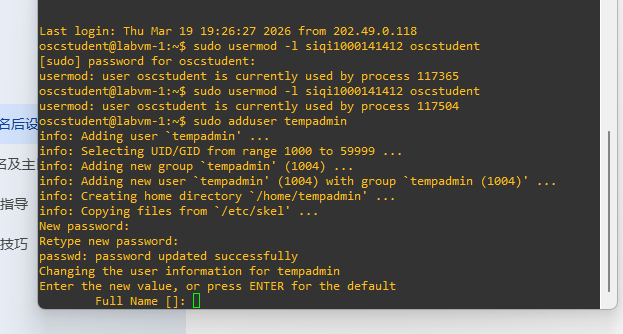 Last login: Thu Mar 19 19:26:27 2026 from 202.49.0.118
oscstudent@labvm-1:~$ sudo usermod -l siqi1000141412 oscstudent
[sudo] password for oscstudent:
usermod: user oscstudent is currently used by process 117365
oscstudent@labvm-1:~$ sudo usermod -l siqi1000141412 oscstudent
usermod: user oscstudent is currently used by process 117504
oscstudent@labvm-1:~$ sudo adduser tempadmin
info: Adding user `tempadmin' ...
info: Selecting UID/GID from range 1000 to 59999 ...
info: Adding new group `tempadmin' (1004) ...
info: Adding new user `tempadmin' (1004) with group `tempadmin (1004)' ...
info: Creating home directory `/home/tempadmin' ...
info: Copying files from `/etc/skel' ...
New password:
Retype new password:
passwd: password updated successfully
Changing the user information for tempadmin
Enter the new value, or press ENTER for the default
Full Name []:
名后设
名及主
指导
技巧